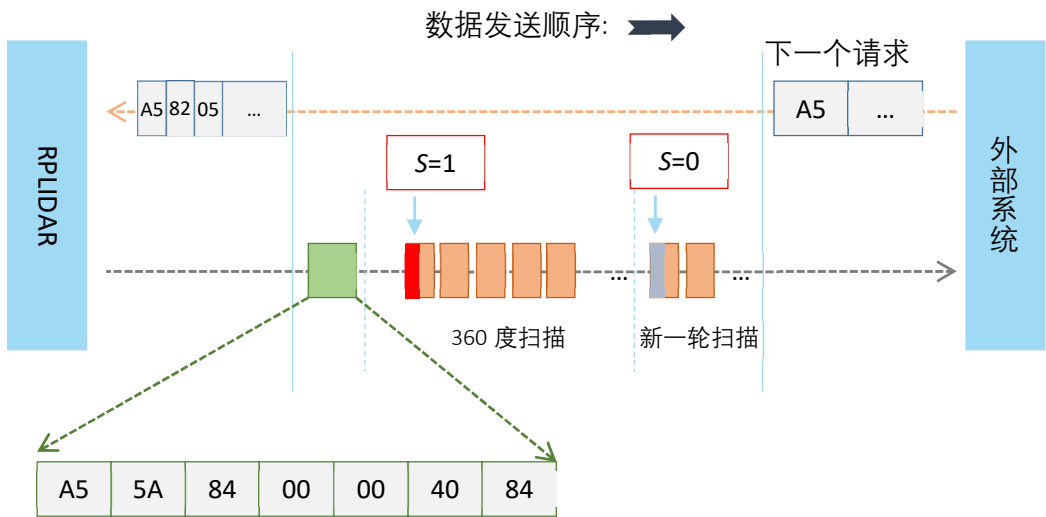 数据发送顺序:
下一个请求
A5 82 05 ...
A5 ...
RPLIDAR
S=1
S=0
外部系统
... ...
360 度扫描
新一轮扫描
A5 5A 84 00 00 40 84